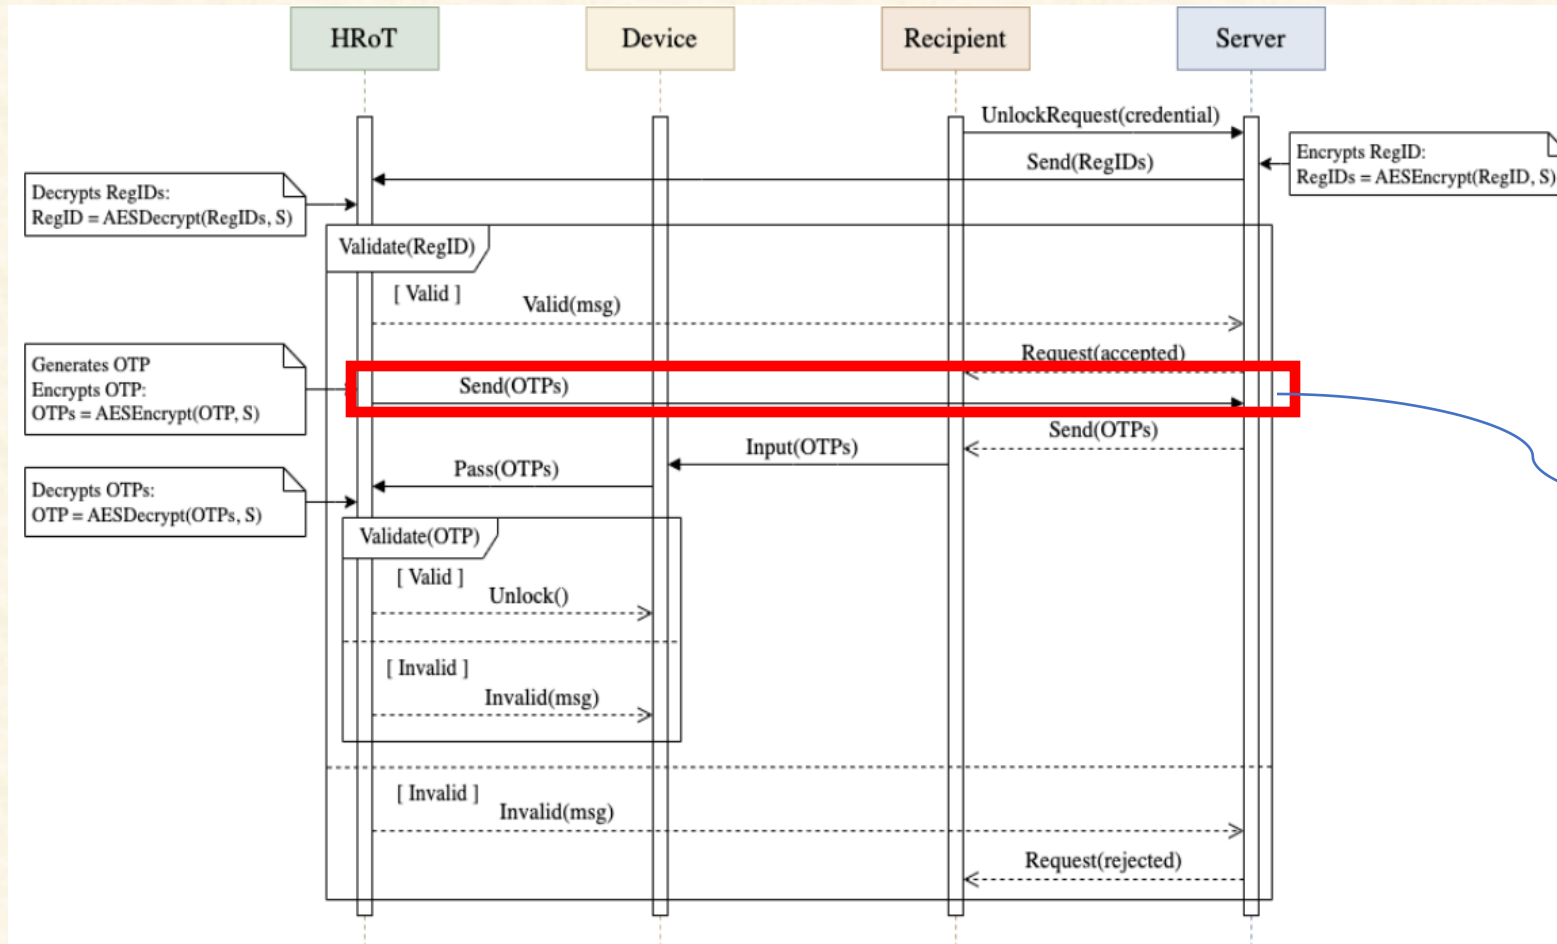 HRoT
Device
Recipient
Server
UnlockRequest(credential)
Encrypts RegID:
RegIDs = AESEncrypt(RegID, S)
Send(RegIDs)
Decrypts RegIDs:
RegID = AESDecrypt(RegIDs, S)
Validate(RegID)
[ Valid ]
Valid(msg)
Request(accepted)
Generates OTP
Encrypts OTP:
OTPs = AESEncrypt(OTP, S)
Send(OTPs)
Send(OTPs)
Input(OTPs)
Pass(OTPs)
Decrypts OTPs:
OTP = AESDecrypt(OTPs, S)
Validate(OTP)
[ Valid ]
Unlock()
[ Invalid ]
Invalid(msg)
[ Invalid ]
Invalid(msg)
Request(rejected)